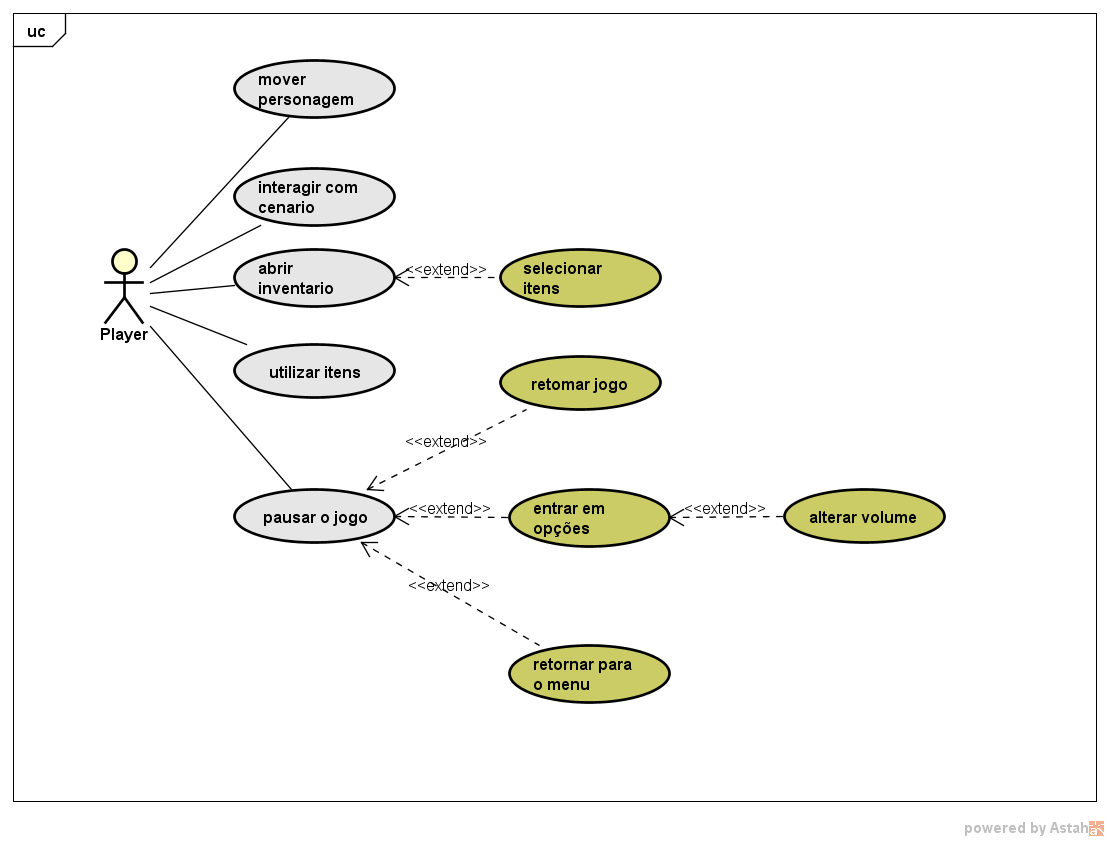 uc
mover
personagem
interagir com
cenario
Player
abrir
inventario
<<extend>>
selecionar
itens
utilizar itens
retomar jogo
<<extend>>
pausar o jogo
<<extend>>
entrar em
opções
<<extend>>
alterar volume
<<extend>>
retornar para
o menu
powered by Astah